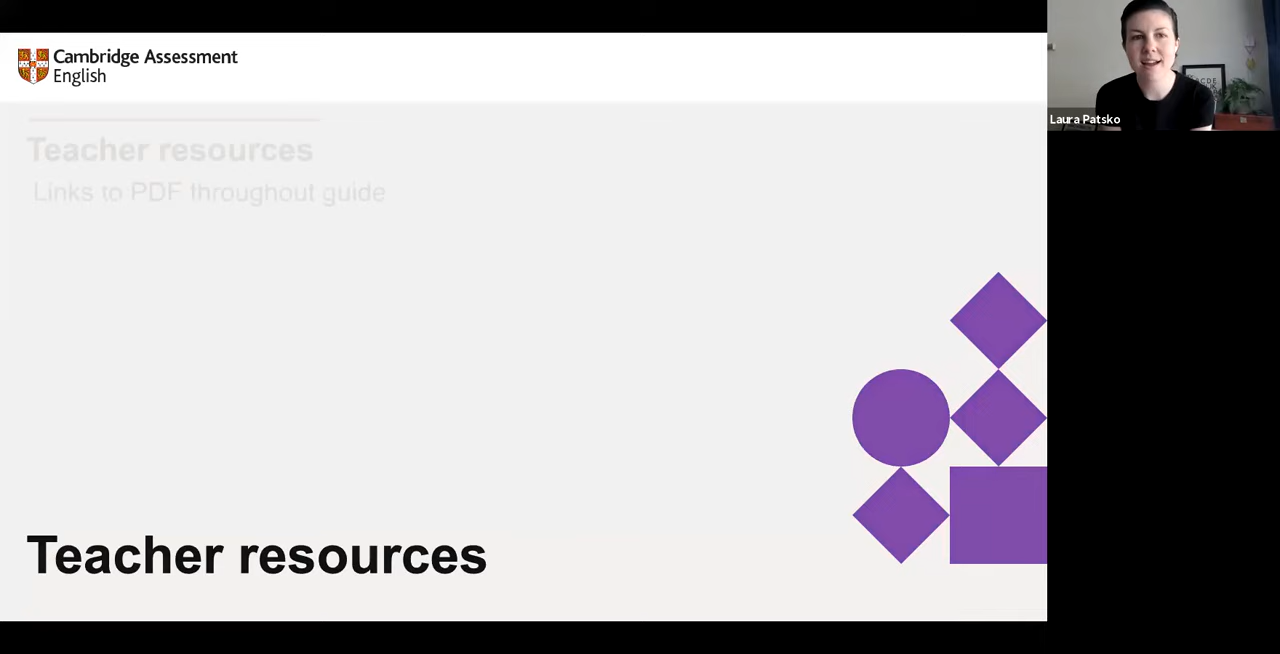 Cambridge Assessment
English
Teacher resources
Links to PDF throughout guide
Teacher resources
Laura Patsko